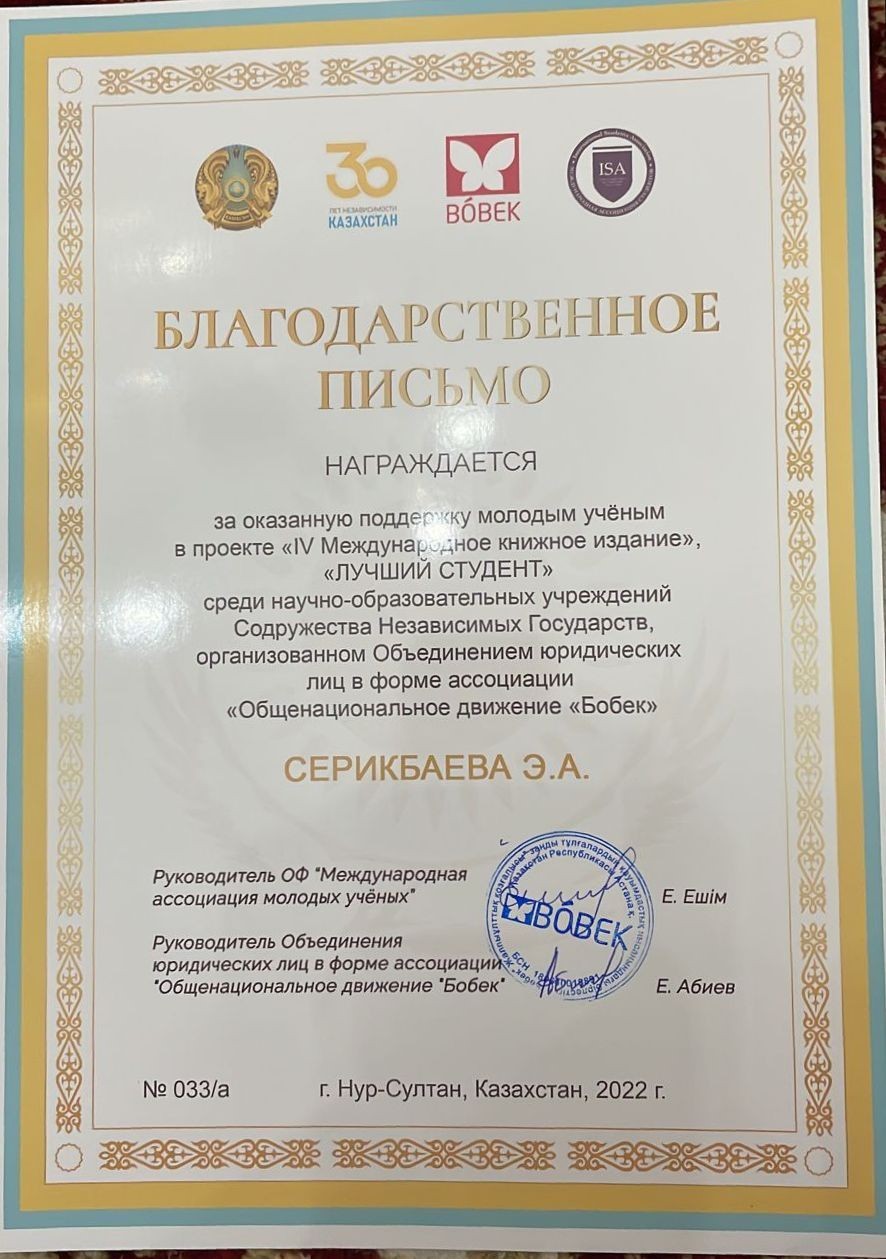 30
ЛЕТ НЕЗАВИСИМОСТИ
КАЗАХСТАН
BÓBEK
ISA
БЛАГОДАРСТВЕННОЕ
ПИСЬМО
НАГРАЖДАЕТСЯ
за оказанную поддержку молодым учёным
в проекте «IV Международное книжное издание»,
«ЛУЧШИЙ СТУДЕНТ»
среди научно-образовательных учреждений
Содружества Независимых Государств,
организованном Объединением юридических
лиц в форме ассоциации
«Общенациональное движение «Бобек»
СЕРИКБАЕВА Э.А.
Руководитель ОФ "Международная
ассоциация молодых учёных"
Е. Ешім
Руководитель Объединения
юридических лиц в форме ассоциации
"Общенациональное движение "Бобек"
Е. Абиев
BÓBEK
Қазақстан Республикасы Астана қ.
№ 033/а
г. Нур-Султан, Казахстан, 2022 г.